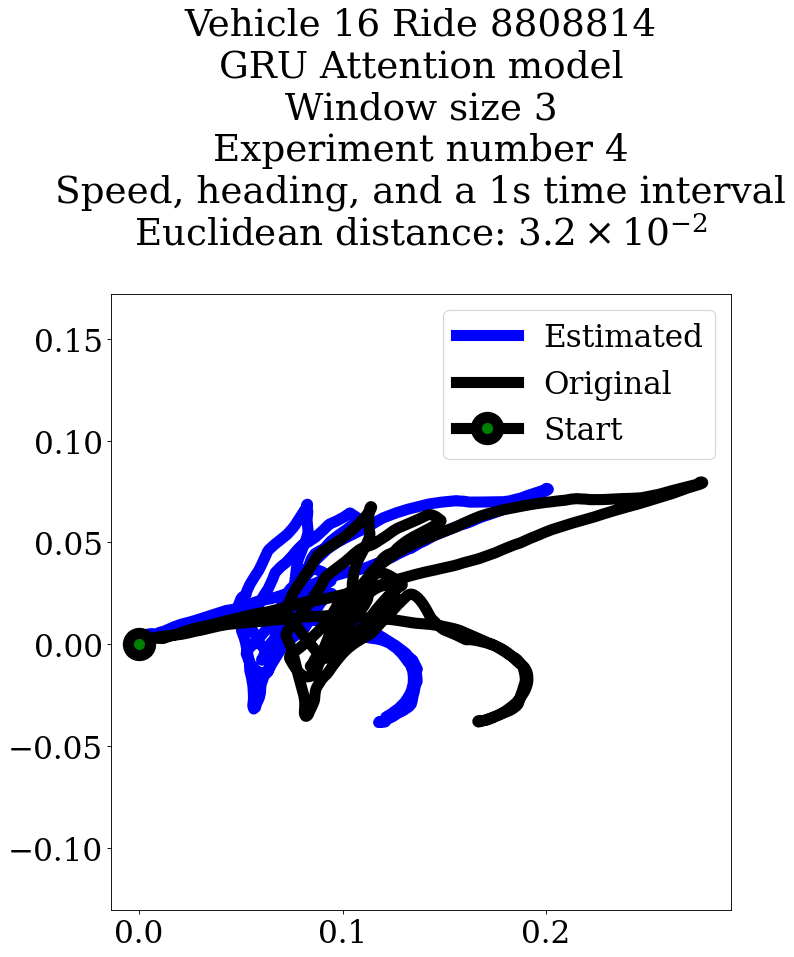 Vehicle 16 Ride 8808814
GRU Attention model
Window size 3
Experiment number 4
Speed, heading, and a 1s time interval
Euclidean distance: 3.2 × 10⁻²
Estimated
Original
Start
0.15
0.10
0.05
0.00
−0.05
−0.10
0.0 0.1 0.2